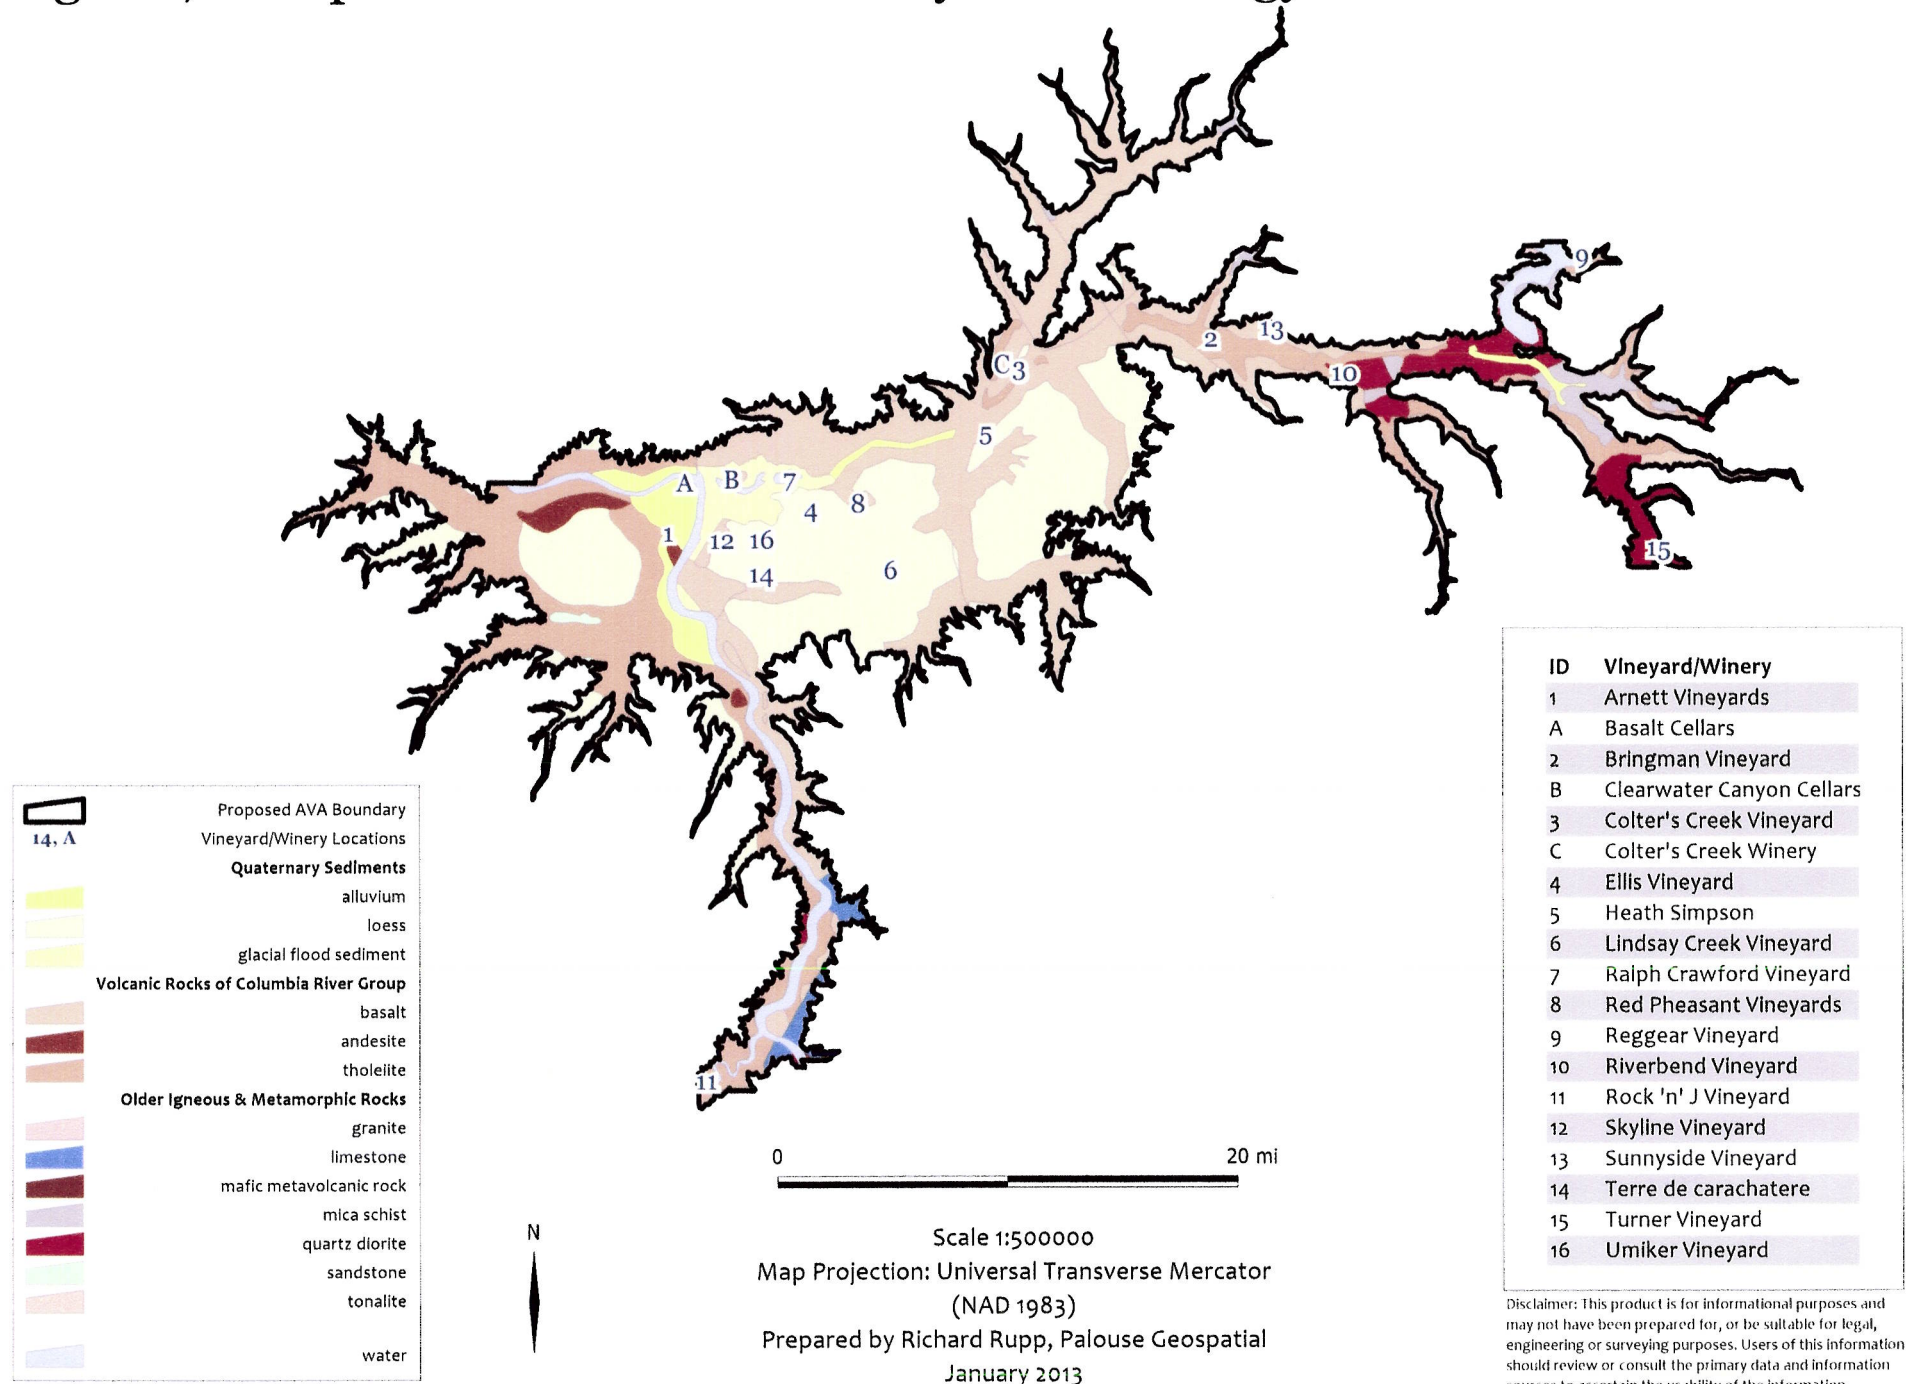 9
2
13
C 3
10
5
A
B
7
4
8
1
12
16
14
6
15
11
ID Vineyard/Winery
1 Arnett Vineyards
A Basalt Cellars
2 Bringman Vineyard
B Clearwater Canyon Cellars
3 Colter's Creek Vineyard
C Colter's Creek Winery
4 Ellis Vineyard
5 Heath Simpson
6 Lindsay Creek Vineyard
7 Ralph Crawford Vineyard
8 Red Pheasant Vineyards
9 Reggear Vineyard
10 Riverbend Vineyard
11 Rock 'n' J Vineyard
12 Skyline Vineyard
13 Sunnyside Vineyard
14 Terre de carachatere
15 Turner Vineyard
16 Umiker Vineyard
Proposed AVA Boundary
14, A Vineyard/Winery Locations
Quaternary Sediments
alluvium
loess
glacial flood sediment
Volcanic Rocks of Columbia River Group
basalt
andesite
tholeiite
Older Igneous & Metamorphic Rocks
granite
limestone
mafic metavolcanic rock
mica schist
quartz diorite
sandstone
tonalite
water
0 20 mi
N
Scale 1:500000
Map Projection: Universal Transverse Mercator
(NAD 1983)
Prepared by Richard Rupp, Palouse Geospatial
January 2013
Disclaimer: This product is for informational purposes and
may not have been prepared for, or be suitable for legal,
engineering or surveying purposes. Users of this information
should review or consult the primary data and information